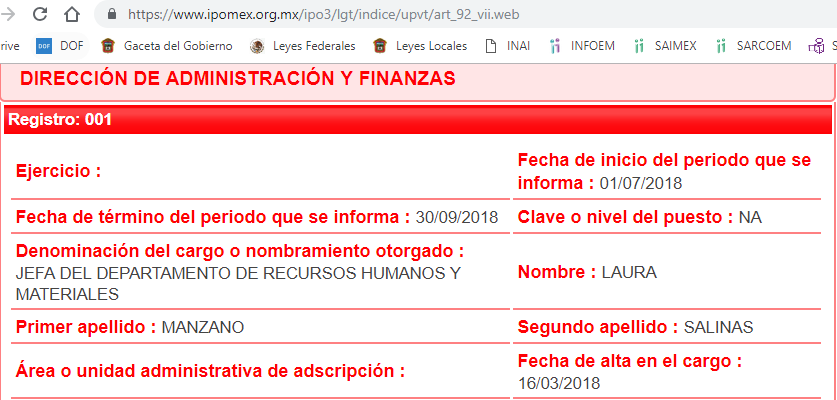 https://www.ipomex.org.mx/ipo3/lgt/indice/upvt/art_92_vii.web
rive DOF DOF Gaceta del Gobierno Leyes Federales Leyes Locales INAI INFOEM SAIMEX SARCOEM S
DIRECCIÓN DE ADMINISTRACIÓN Y FINANZAS
Registro: 001
Ejercicio :
Fecha de inicio del periodo que se
informa : 01/07/2018
Fecha de término del periodo que se informa : 30/09/2018
Clave o nivel del puesto : NA
Denominación del cargo o nombramiento otorgado :
JEFA DEL DEPARTAMENTO DE RECURSOS HUMANOS Y
MATERIALES
Nombre : LAURA
Primer apellido : MANZANO
Segundo apellido : SALINAS
Área o unidad administrativa de adscripción :
Fecha de alta en el cargo :
16/03/2018